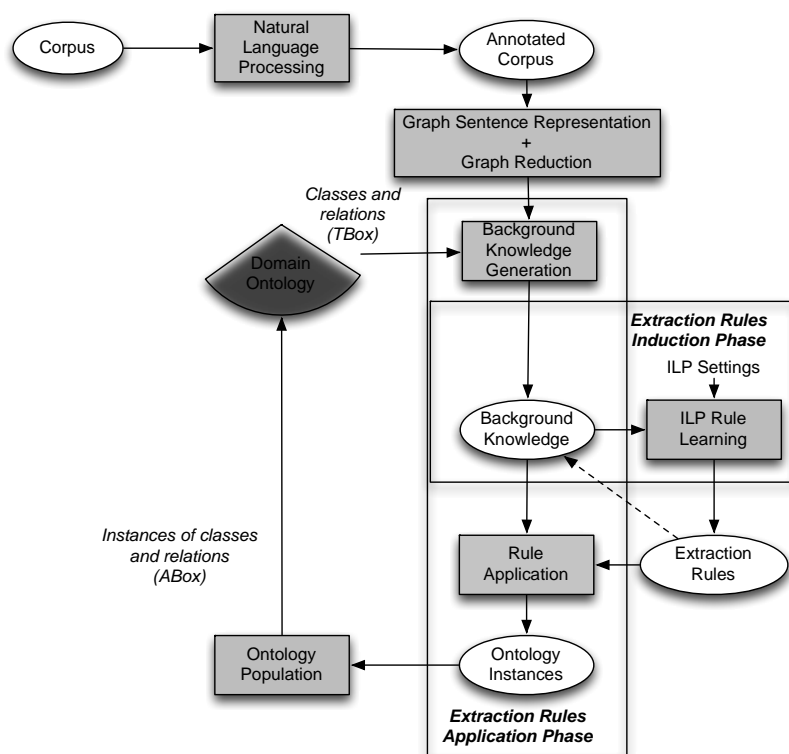 Corpus
Natural
Language
Processing
Annotated
Corpus
Graph Sentence Representation
+
Graph Reduction
Classes and
relations
(TBox)
Background
Knowledge
Generation
Domain
Ontology
Extraction Rules
Induction Phase
ILP Settings
Background
Knowledge
ILP Rule
Learning
Instances of classes
and relations
(ABox)
Rule
Application
Extraction
Rules
Ontology
Population
Ontology
Instances
Extraction Rules
Application Phase